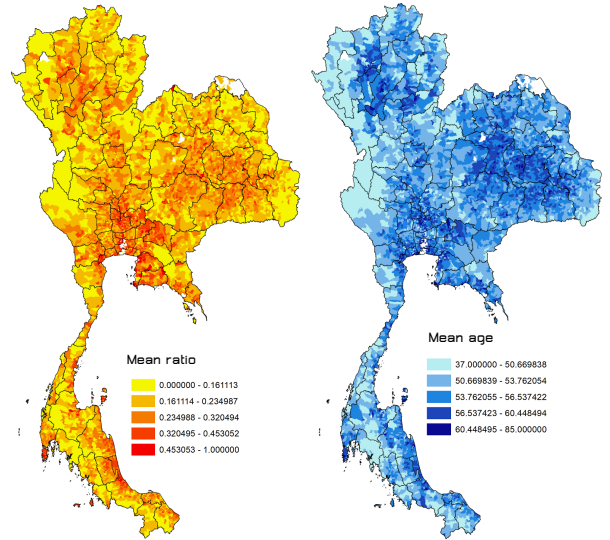 Mean ratio
0.000000 - 0.161113
0.161114 - 0.234987
0.234988 - 0.320494
0.320495 - 0.453052
0.453053 - 1.000000
Mean age
37.000000 - 50.669838
50.669839 - 53.762054
53.762055 - 56.537422
56.537423 - 60.448494
60.448495 - 85.000000